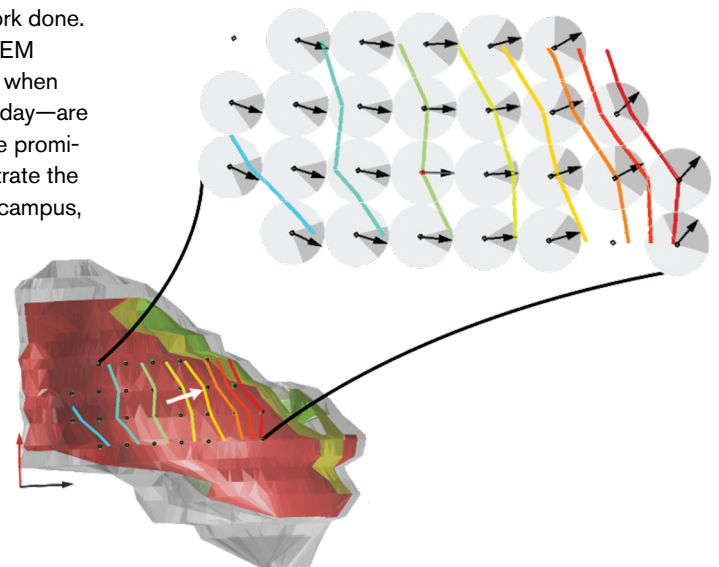 rk done.
EM
when
day—are
e promi-
trate the
campus,